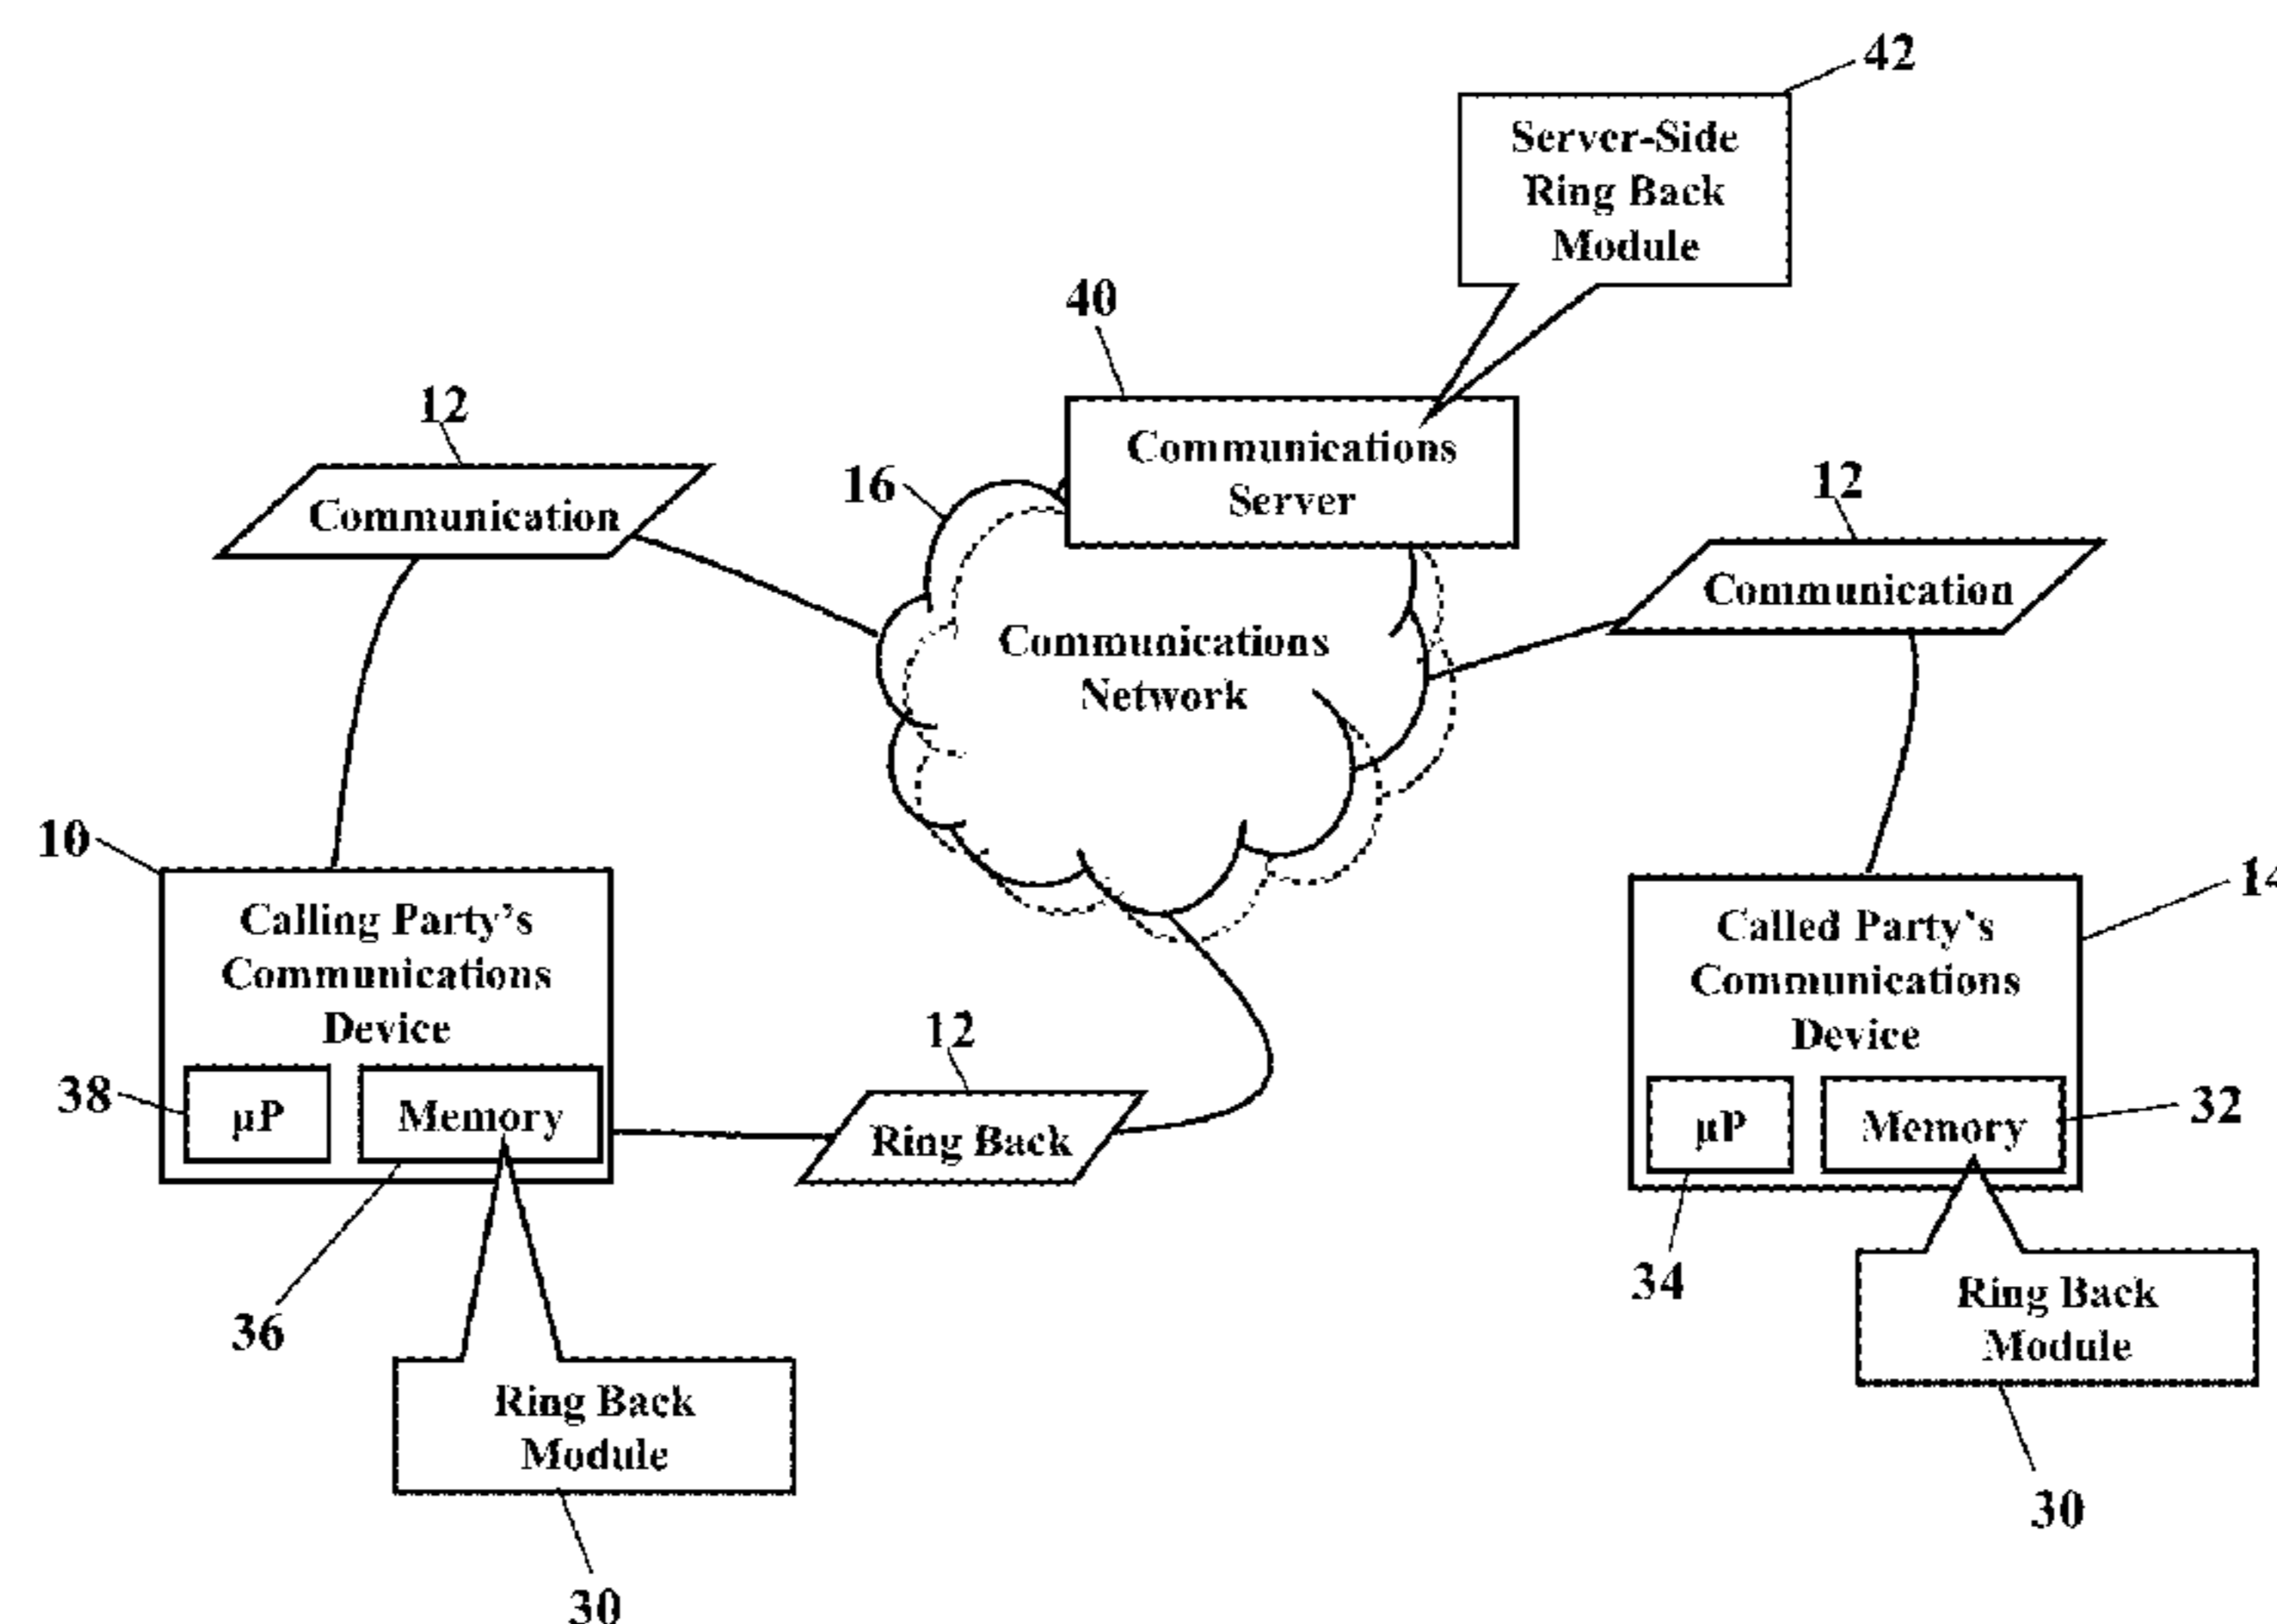 42
Server-Side
Ring Back
Module
40
12
Communications
Server
16
12
Communication
Communication
Communications
Network
10
Calling Party’s
Communications
Device
14
Called Party’s
Communications
Device
12
38
µP
Memory
Ring Back
µP
Memory
32
36
34
Ring Back
Module
Ring Back
Module
30
30